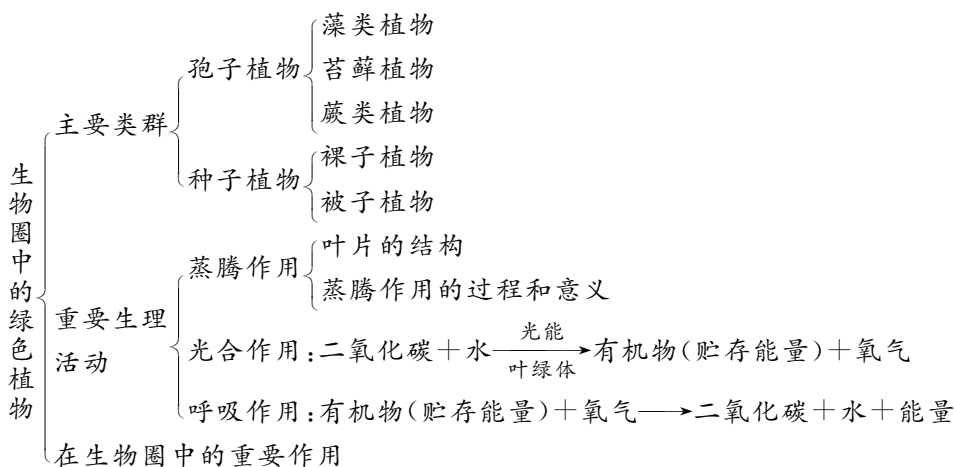 生物圈中的绿色植物
主要类群
孢子植物
藻类植物
苔藓植物
蕨类植物
种子植物
裸子植物
被子植物
重要生理
活动
蒸腾作用
叶片的结构
蒸腾作用的过程和意义
光合作用:二氧化碳+水 光能 叶绿体 → 有机物(贮存能量)+氧气
呼吸作用:有机物(贮存能量)+氧气→二氧化碳+水+能量
在生物圈中的重要作用